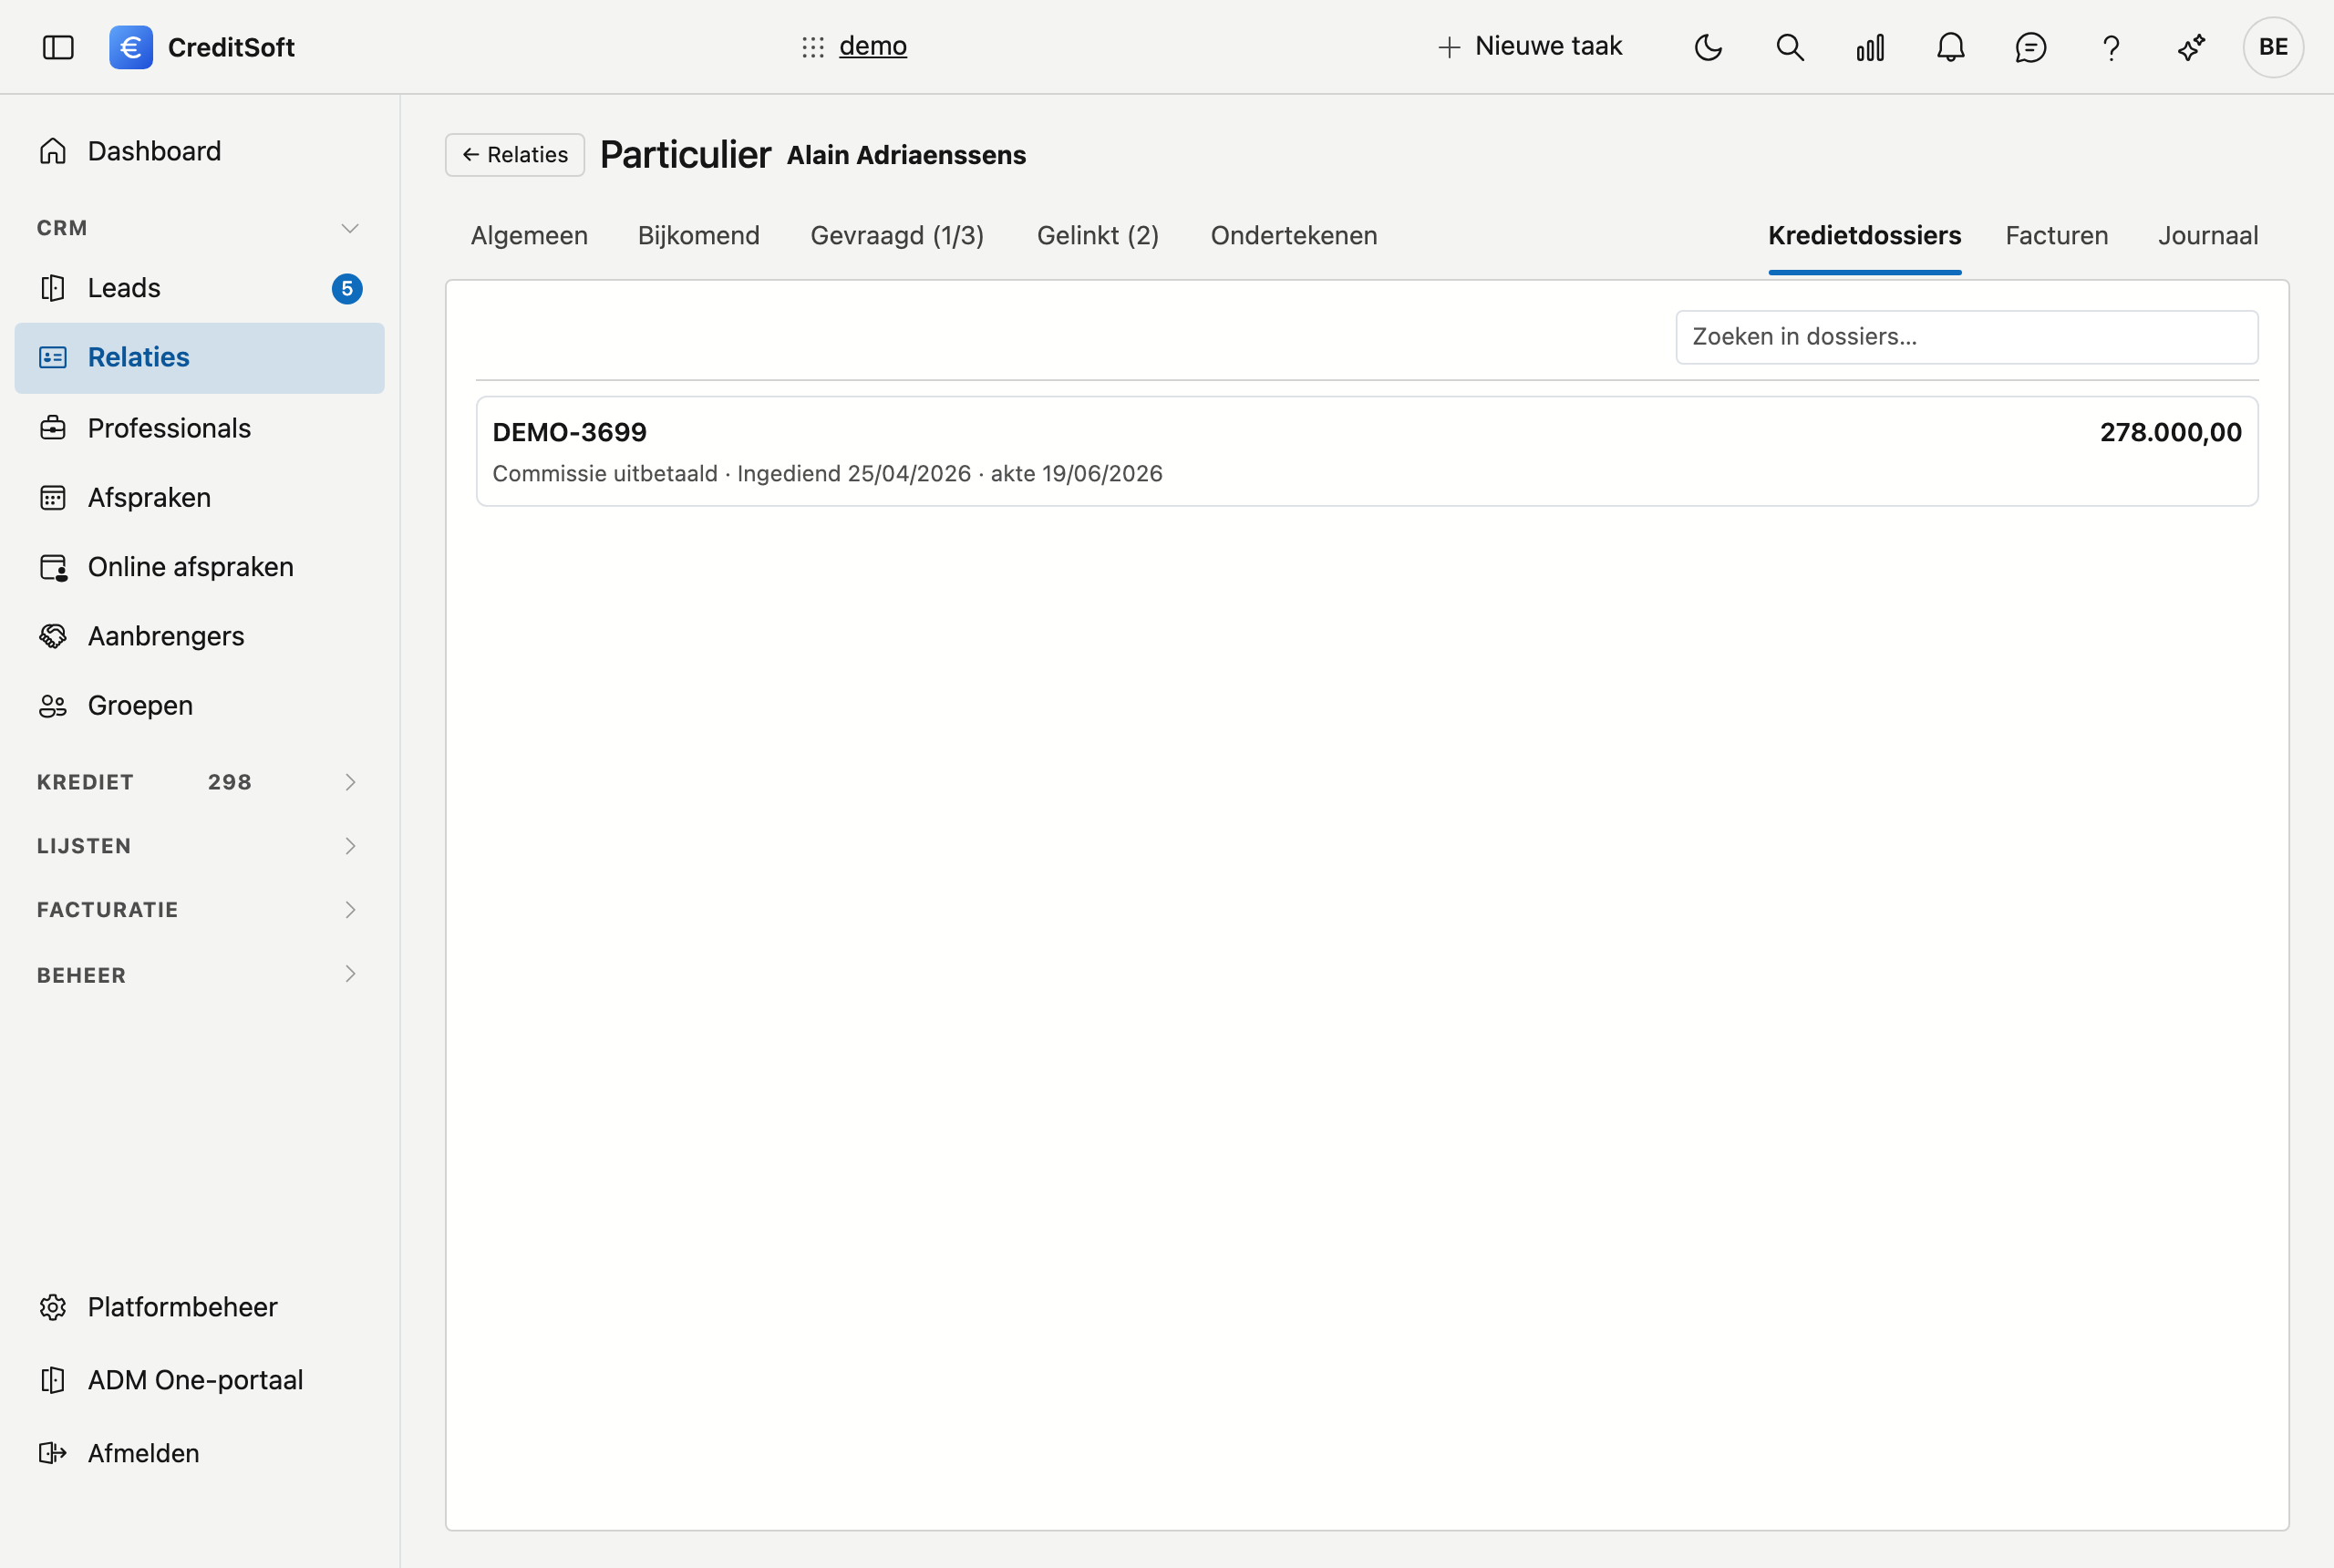 CreditSoft
demo
Nieuwe taak
BE
Dashboard
CRM
Leads 5
Relaties
Professionals
Afspraken
Online afspraken
Aanbrengers
Groepen
KREDIET 298
LIJSTEN
FACTURATIE
BEHEER
Platformbeheer
ADM One-portaal
Afmelden
← Relaties Particulier Alain Adriaenssens
Algemeen Bijkomend Gevraagd (1/3) Gelinkt (2) Ondertekenen Kredietdossiers Facturen Journaal
Zoeken in dossiers...
DEMO-3699 278.000,00
Commissie uitbetaald · Ingediend 25/04/2026 · akte 19/06/2026